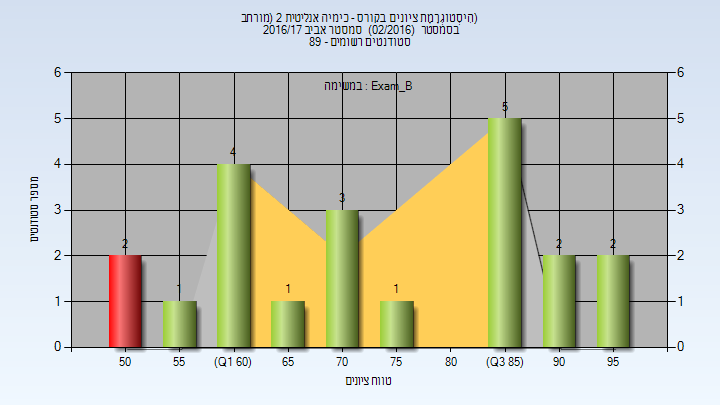 (היסטוגרמת ציונים בקורס - כימיה אנליטית 2 (מורחב
בסמסטר (02/2016) סמסטר אביב 2016/17
סטודנטים רשומים - 89
במשימה : Exam_B
מספר סטודנטים
6 6
5 5
4 4
3 3
2 2
1 1
0 0
2 1 4 1 3 1 5 2 2
50 55 (Q1 60) 65 70 75 80 (Q3 85) 90 95
טווח ציונים